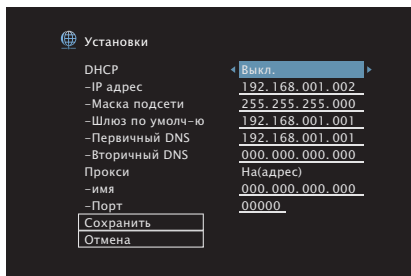 Установки
DHCP Выкл.
-IP адрес 192.168.001.002
-Маска подсети 255.255.255.000
-Шлюз по умолч-ю 192.168.001.001
-Первичный DNS 192.168.001.001
-Вторичный DNS 000.000.000.000
Прокси На(адрес)
-имя 000.000.000.000
-Порт 00000
Сохранить
Отмена